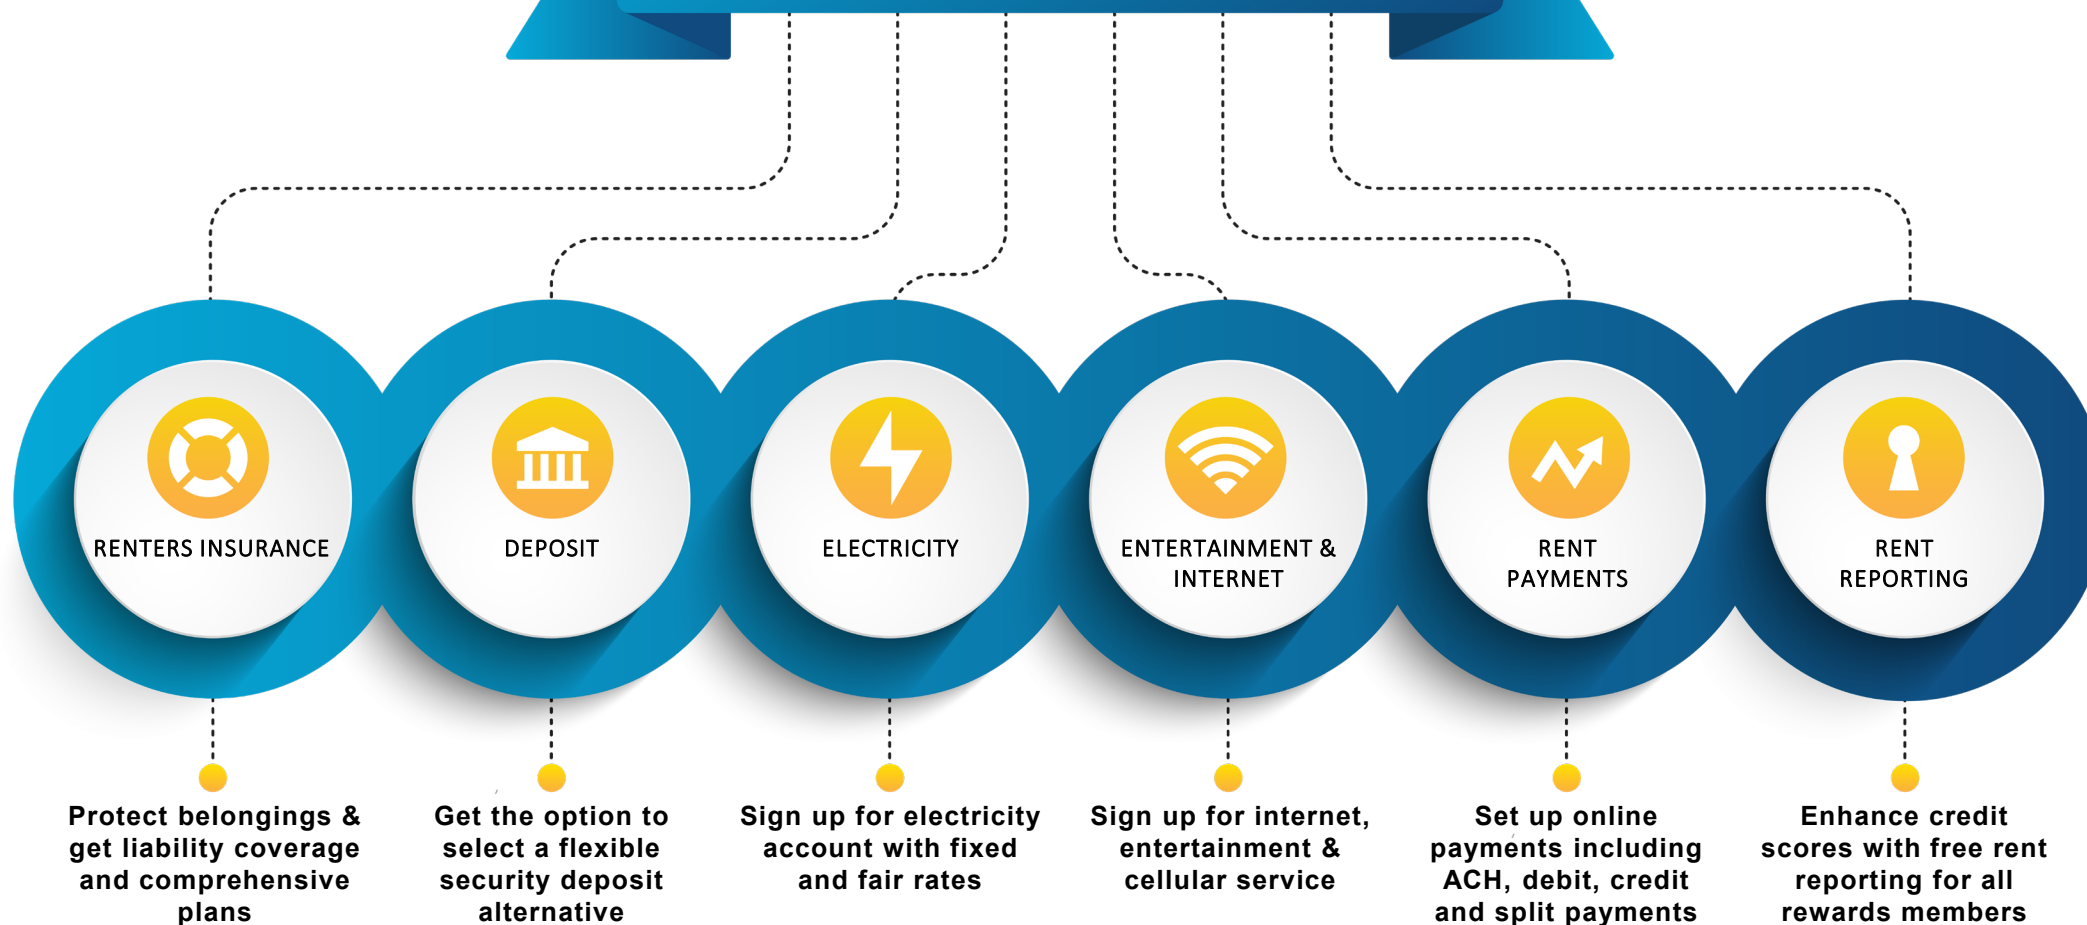 RENTERS INSURANCE
DEPOSIT
ELECTRICITY
ENTERTAINMENT &
INTERNET
RENT
PAYMENTS
RENT
REPORTING
Protect belongings &
get liability coverage
and comprehensive
plans
Get the option to
select a flexible
security deposit
alternative
Sign up for electricity
account with fixed
and fair rates
Sign up for internet,
entertainment &
cellular service
Set up online
payments including
ACH, debit, credit
and split payments
Enhance credit
scores with free rent
reporting for all
rewards members